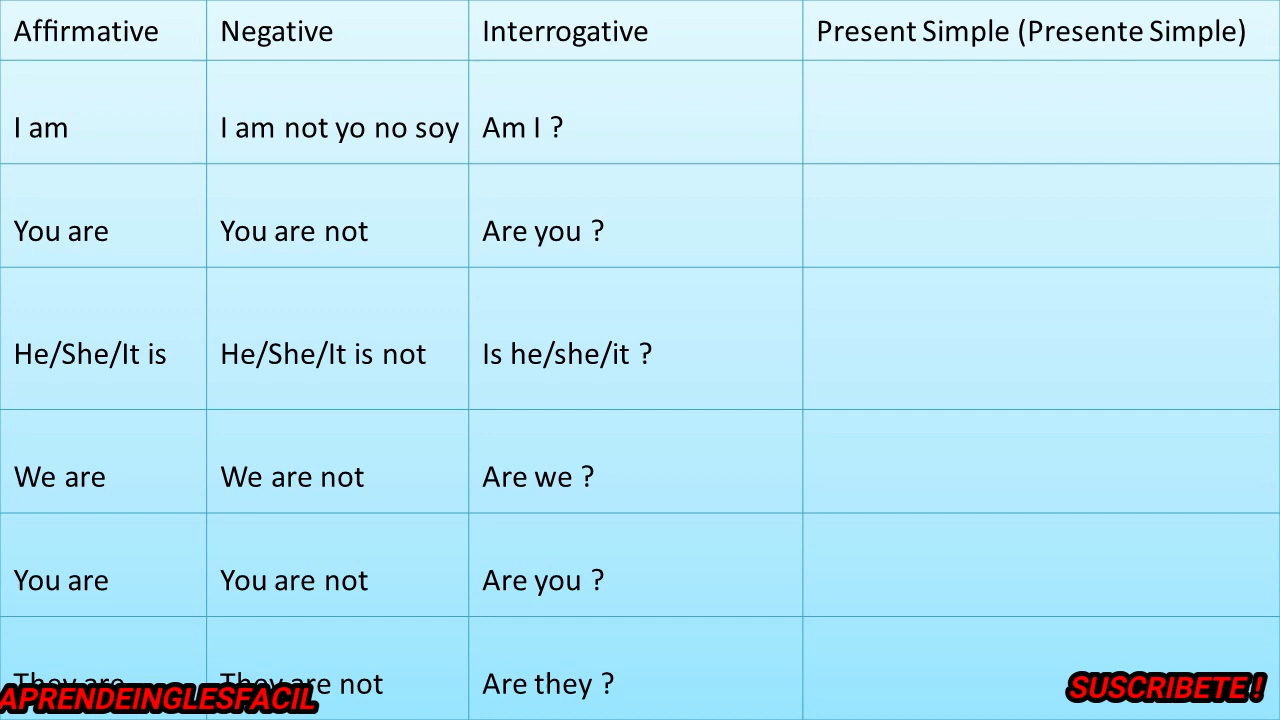 Affirmative Negative Interrogative Present Simple (Presente Simple)
I am I am not yo no soy Am I ?
You are You are not Are you ?
He/She/It is He/She/It is not Is he/she/it ?
We are We are not Are we ?
You are You are not Are you ?
They are They are not Are they ?
APRENDEINGLESFACIL SUSCRIBETE !